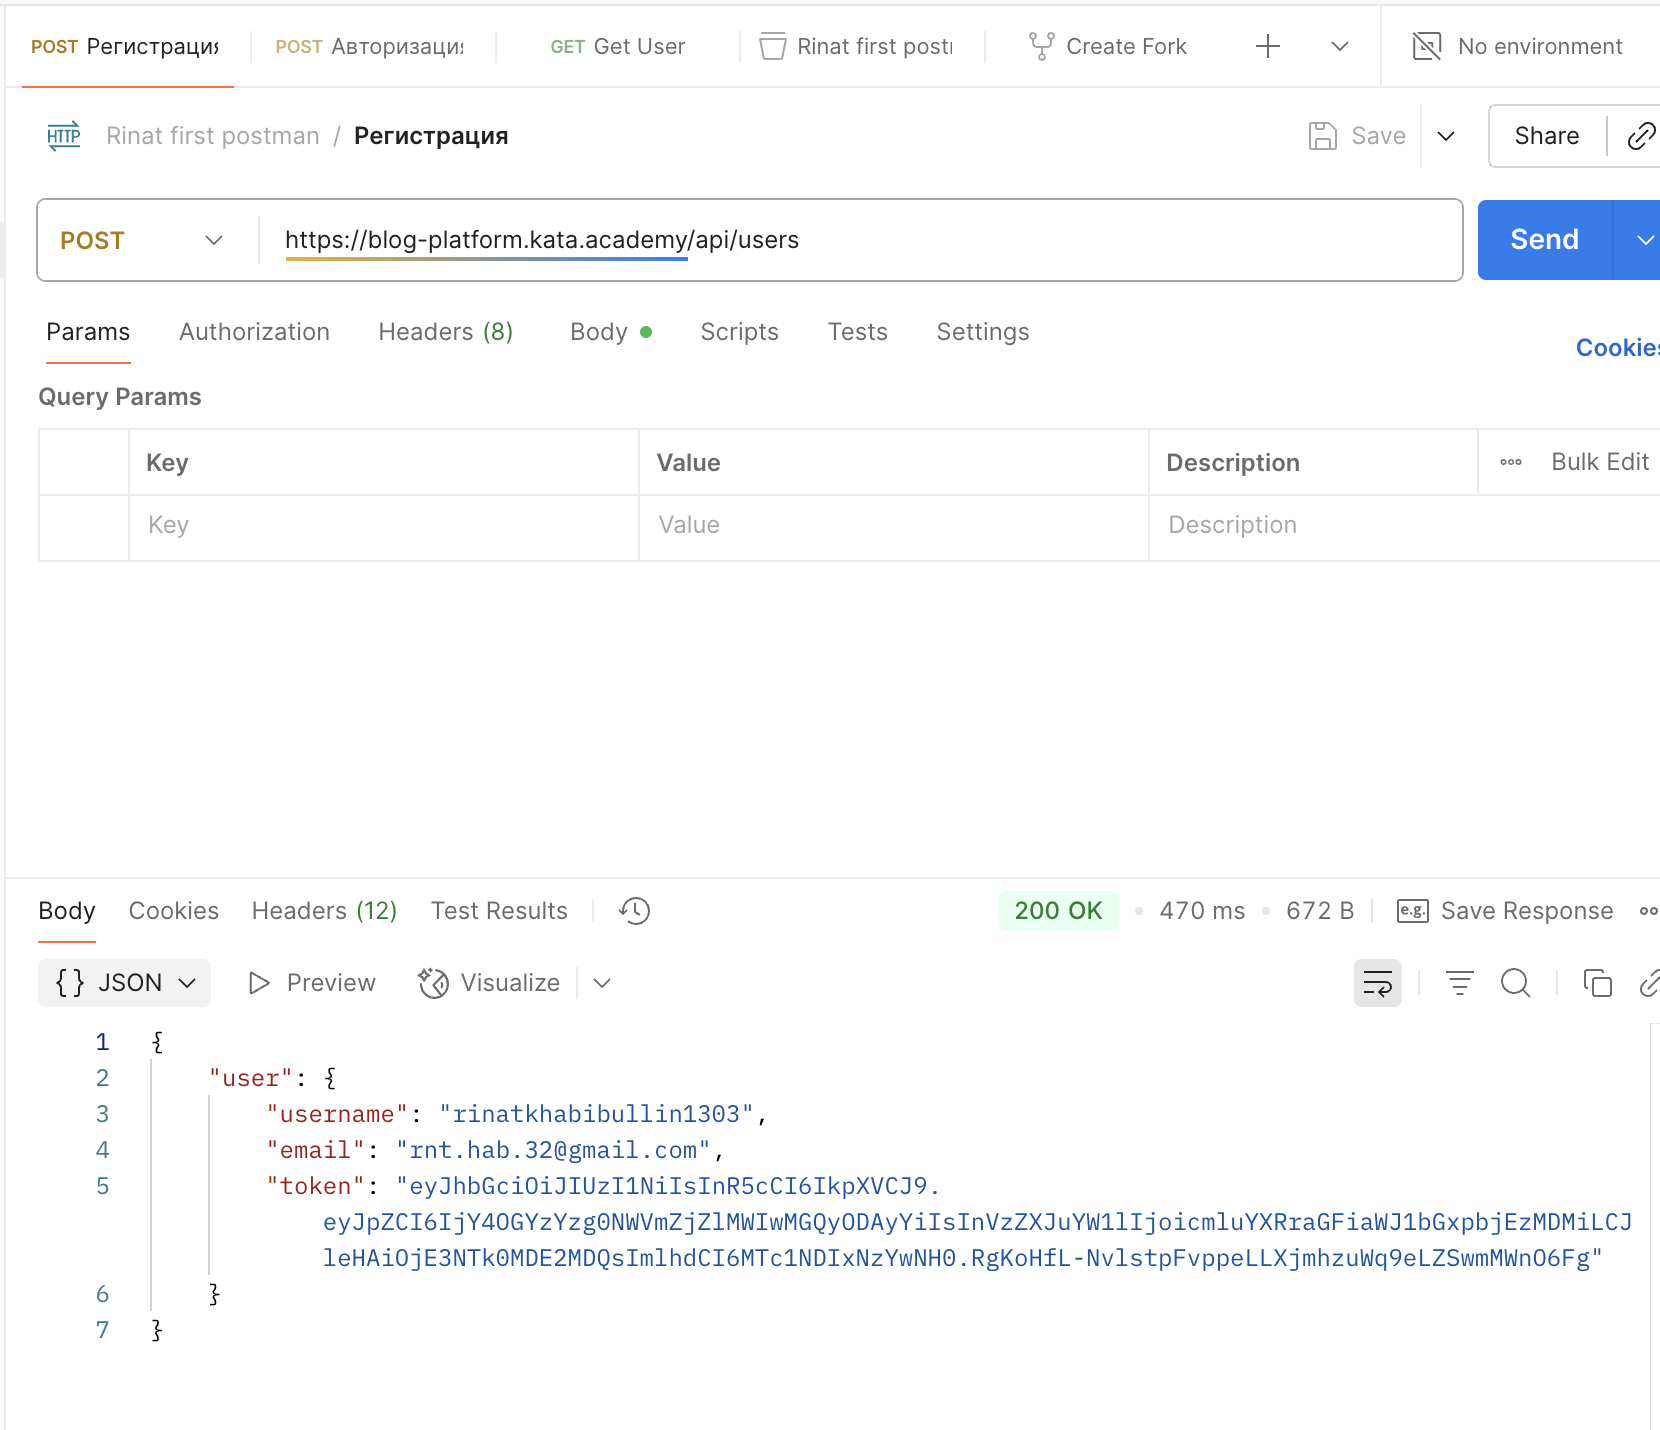 POST Регистрация
POST Авторизаци
GET Get User
Rinat first post
Create Fork
No environment
HTTP Rinat first postman / Регистрация
Save
Share
POST
https://blog-platform.kata.academy/api/users
Send
Params Authorization Headers (8) Body Scripts Tests Settings
Cookies
Query Params
Key Value Description Bulk Edit
Key Value Description
Body Cookies Headers (12) Test Results
200 OK • 470 ms • 672 B
e.g. Save Response
{} JSON Preview Visualize
1 {
2 "user": {
3 "username": "rinatkhabibullin1303",
4 "email": "rnt.hab.32@gmail.com",
5 "token": "eyJhbGciOiJIUzI1NiIsInR5cCI6IkpXVCJ9.
eyJpZCI6IjY4OGYzYzg0NWVmZjZlMWIwMGQyODAyYiIsInVzZXJuYW1lIjoicmluYXRraGFiaWJ1bGxpbjEzMDMiLCJ
leHAiOjE3NTk0MDE2MDQsImlhdCI6MTc1NDIxNzYwNH0.RgKoHfL-NvlstpFvppeLLXjmhzuWq9eLZSwmMWnO6Fg"
6 }
7 }